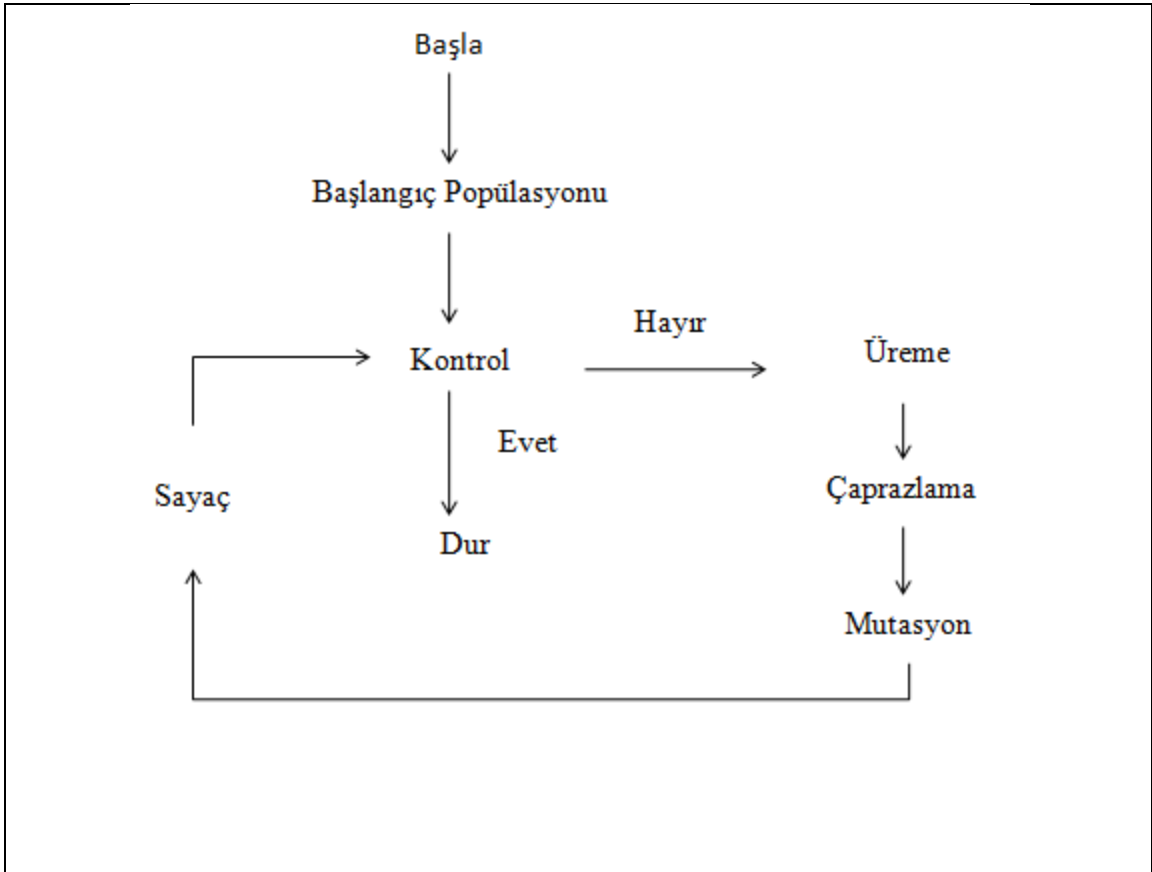 Başla
Başlangıç Popülasyonu
Hayır
Kontrol
Üreme
Evet
Sayaç
Çaprazlama
Dur
Mutasyon